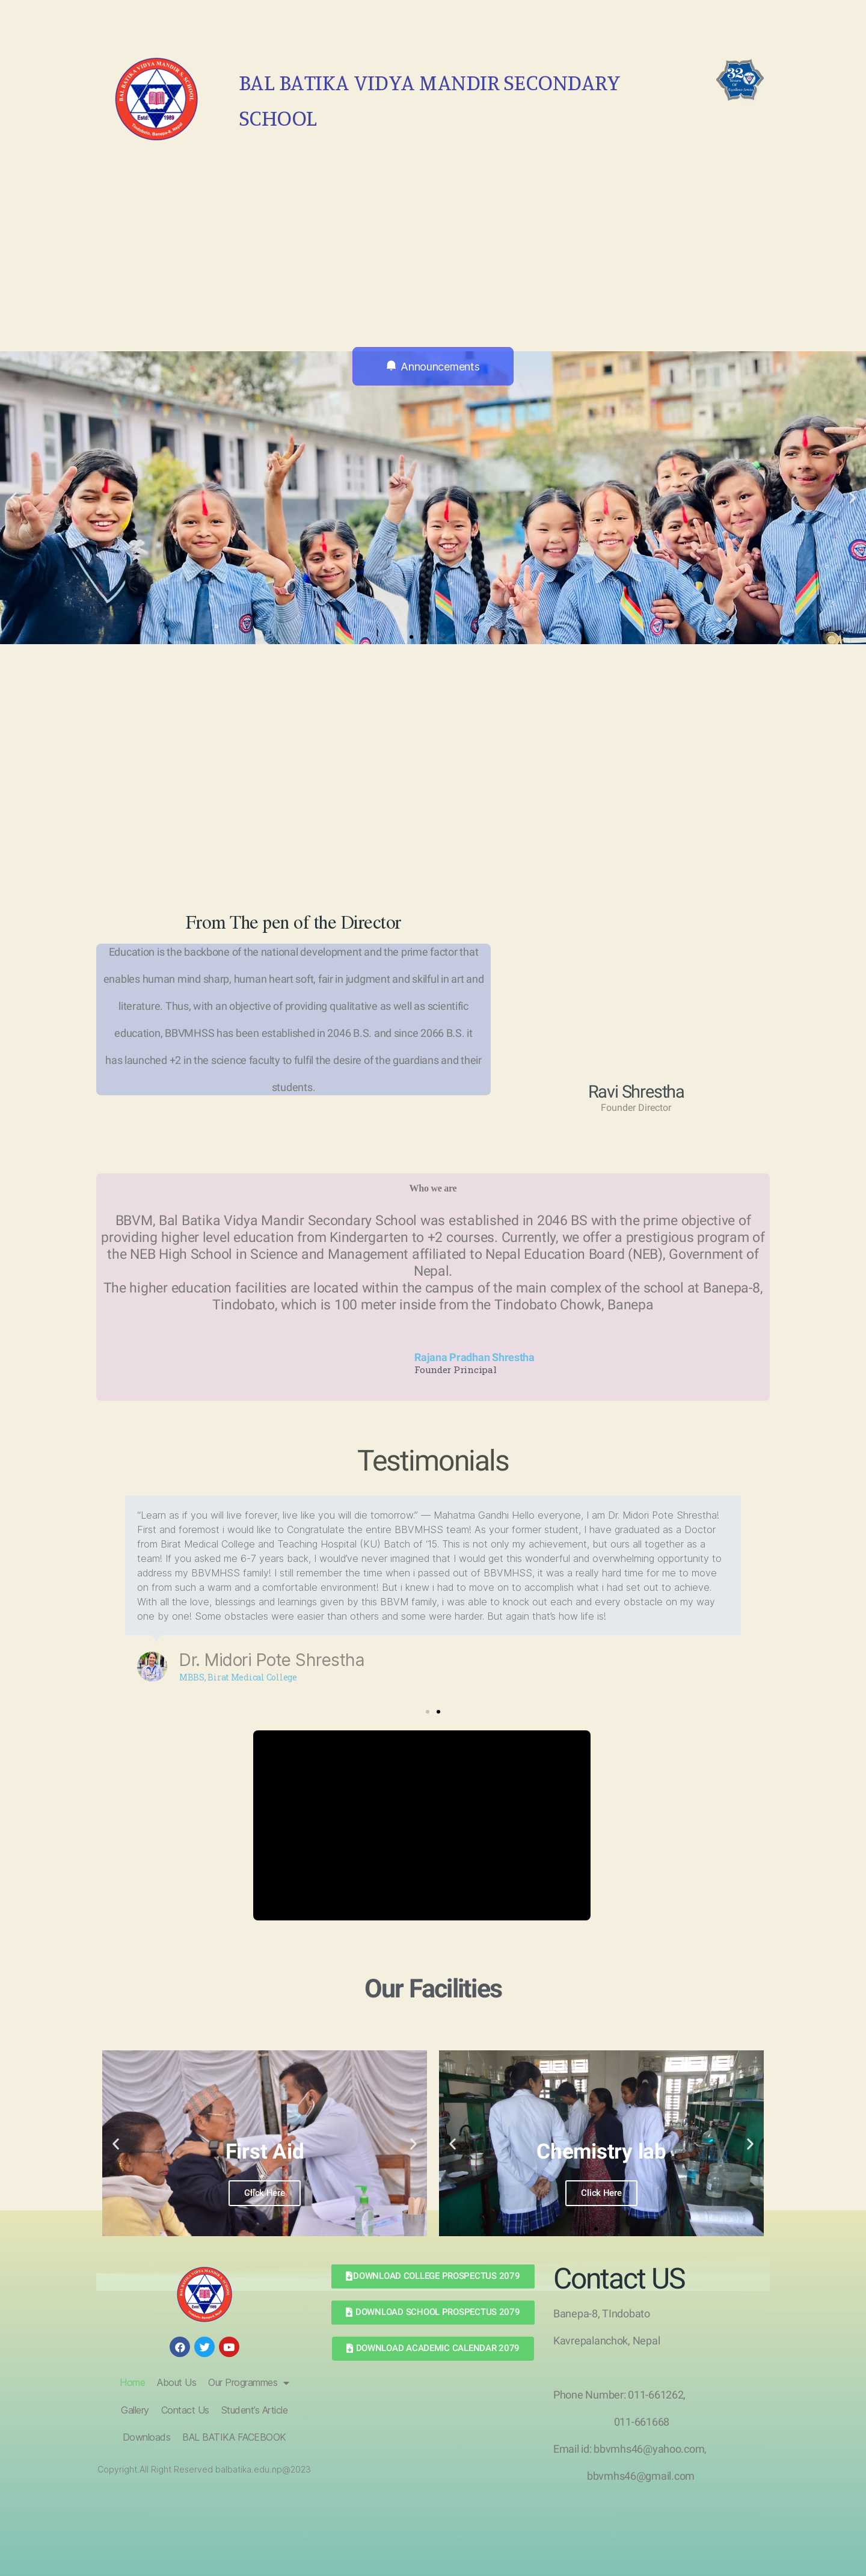 BAL BATIKA VIDYA MANDIR SECONDARY
SCHOOL
BAL BATIKA VIDYA MANDIR S. SCHOOL
Estd. 1989
32
Announcements
From The pen of the Director
Education is the backbone of the national development and the prime factor that
enables human mind sharp, human heart soft, fair in judgment and skillful in art and
literature. Thus, with an objective of providing qualitative as well as scientific
education, BBVMHSS has been established in 2046 B.S. and since 2066 B.S. it
has launched +2 in the science faculty to fulfil the desire of the guardians and their
students.
Ravi Shrestha
Founder Director
Who we are
BBVM, Bal Batika Vidya Mandir Secondary School was established in 2046 BS with the prime objective of
providing higher level education from Kindergarten to +2 courses. Currently, we offer a prestigious program of
the NEB High School in Science and Management affiliated to Nepal Education Board (NEB), Government of
Nepal.
The higher education facilities are located within the campus of the main complex of the school at Banepa-8,
Tindobato, which is 100 meter inside from the Tindobato Chowk, Banepa
Rajana Pradhan Shrestha
Founder Principal
Testimonials
"Learn as if you will live forever, live like you will die tomorrow." — Mahatma Gandhi Hello everyone, I am Dr. Midori Pote Shrestha!
First and foremost i would like to Congratulate the entire BBVMHSS team! As your former student, I have graduated as a Doctor
from Birat Medical College and Teaching Hospital (KU) Batch of '15. This is not only my achievement, but ours all together as a
team! If you asked me 6-7 years back, I would've never imagined that I would get this wonderful and overwhelming opportunity to
address my BBVMHSS family! I still remember the time when i passed out of BBVMHSS, it was a really hard time for me to move
on from such a warm and a comfortable environment! But i knew i had to move on to accomplish what i had set out to achieve.
With all the love, blessings and learnings given by this BBVM family, i was able to knock out each and every obstacle on my way
one by one! Some obstacles were easier than others and some were harder. But again that's how life is!
Dr. Midori Pote Shrestha
MBBS, Birat Medical College
Our Facilities
First Aid
Click Here
Chemistry lab
Click Here
DOWNLOAD COLLEGE PROSPECTUS 2079
DOWNLOAD SCHOOL PROSPECTUS 2079
DOWNLOAD ACADEMIC CALENDAR 2079
Home About Us Our Programmes
Gallery Contact Us Student's Article
Downloads BAL BATIKA FACEBOOK
Copyright.All Right Reserved balbatika.edu.np@2023
Contact US
Banepa-8, TIndobato
Kavrepalanchok, Nepal
Phone Number: 011-661262,
011-661668
Email id: bbvmhs46@yahoo.com,
bbvmhs46@gmail.com